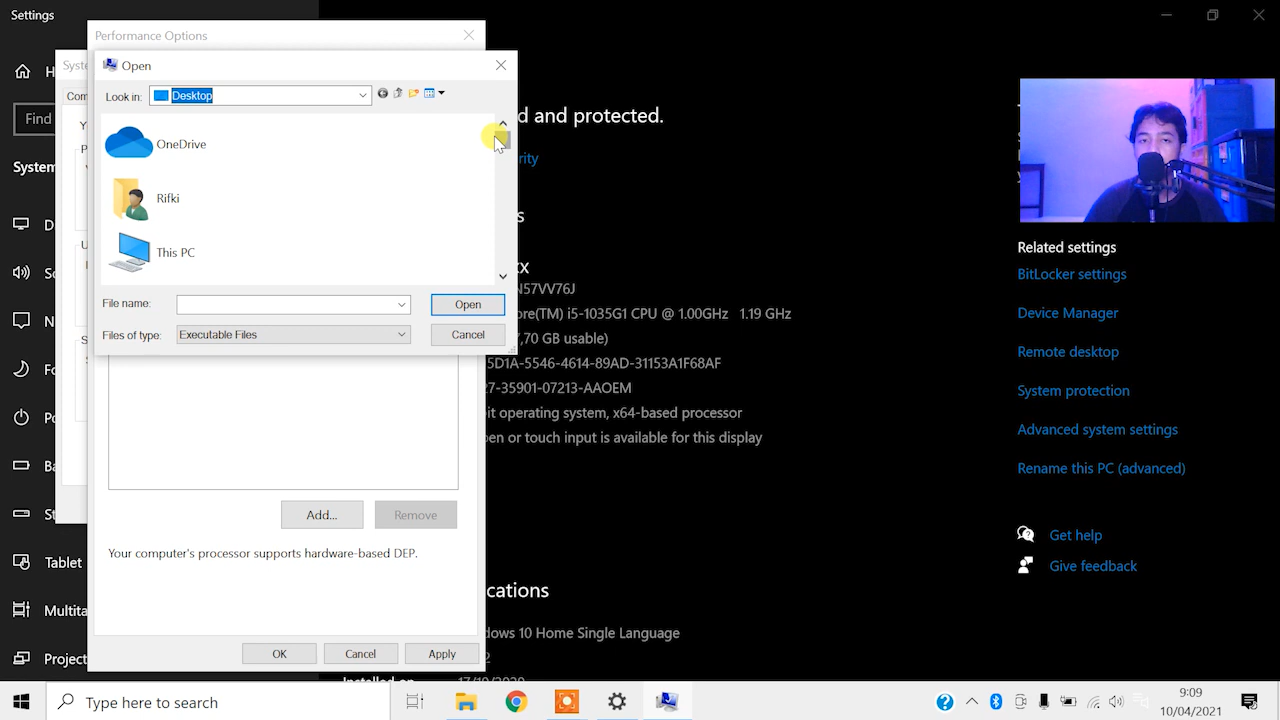 Settings
Performance Options
Open
Look in:
Desktop
OneDrive
Rifki
This PC
File name:
Open
Files of type:
Executable Files
Cancel
Add...
Remove
Your computer's processor supports hardware-based DEP.
OK
Cancel
Apply
Find
System
Tablet
d and protected.
rity
N57VV76J
ore(TM) i5-1035G1 CPU @ 1.00GHz 1.19 GHz
7,70 GB usable)
5D1A-5546-4614-89AD-31153A1F68AF
27-35901-07213-AAOEM
it operating system, x64-based processor
en or touch input is available for this display
cations
dows 10 Home Single Language
Installed on
17/10/2020
Related settings
BitLocker settings
Device Manager
Remote desktop
System protection
Advanced system settings
Rename this PC (advanced)
Get help
Give feedback
Type here to search
9:09
10/04/2021